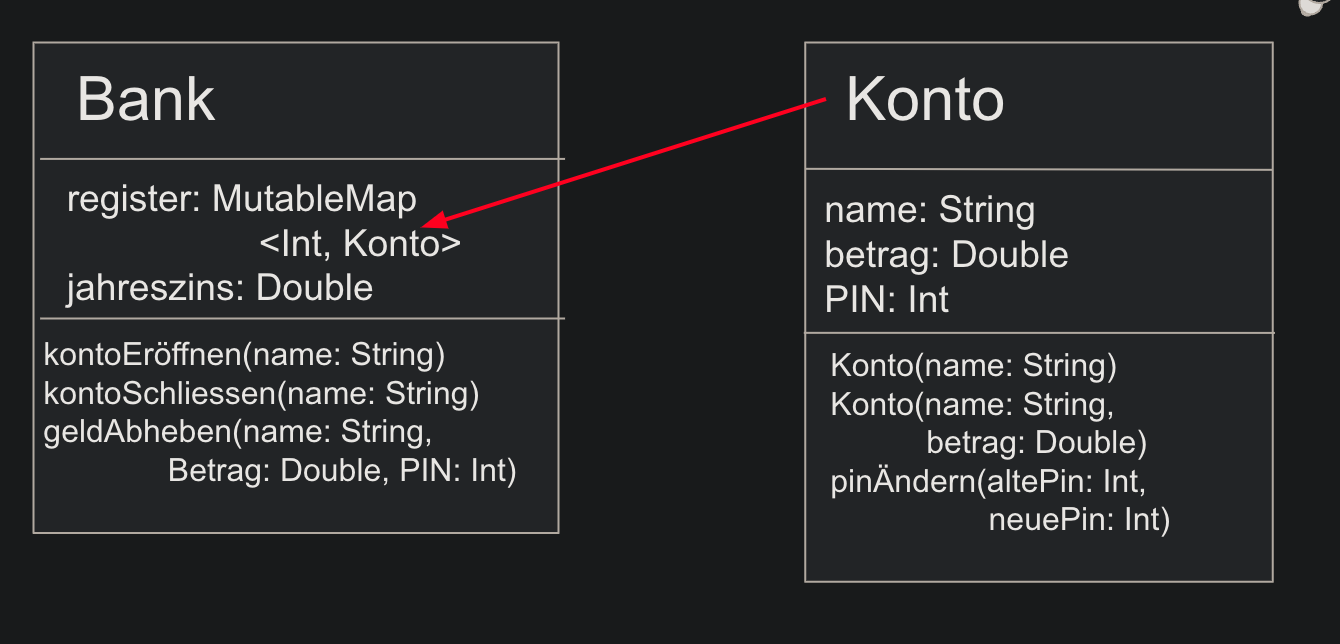 Bank
register: MutableMap
<Int, Konto>
jahreszins: Double
kontoEröffnen(name: String)
kontoSchliessen(name: String)
geldAbheben(name: String,
Betrag: Double, PIN: Int)
Konto
name: String
betrag: Double
PIN: Int
Konto(name: String)
Konto(name: String,
betrag: Double)
pinÄndern(altePin: Int,
neuePin: Int)